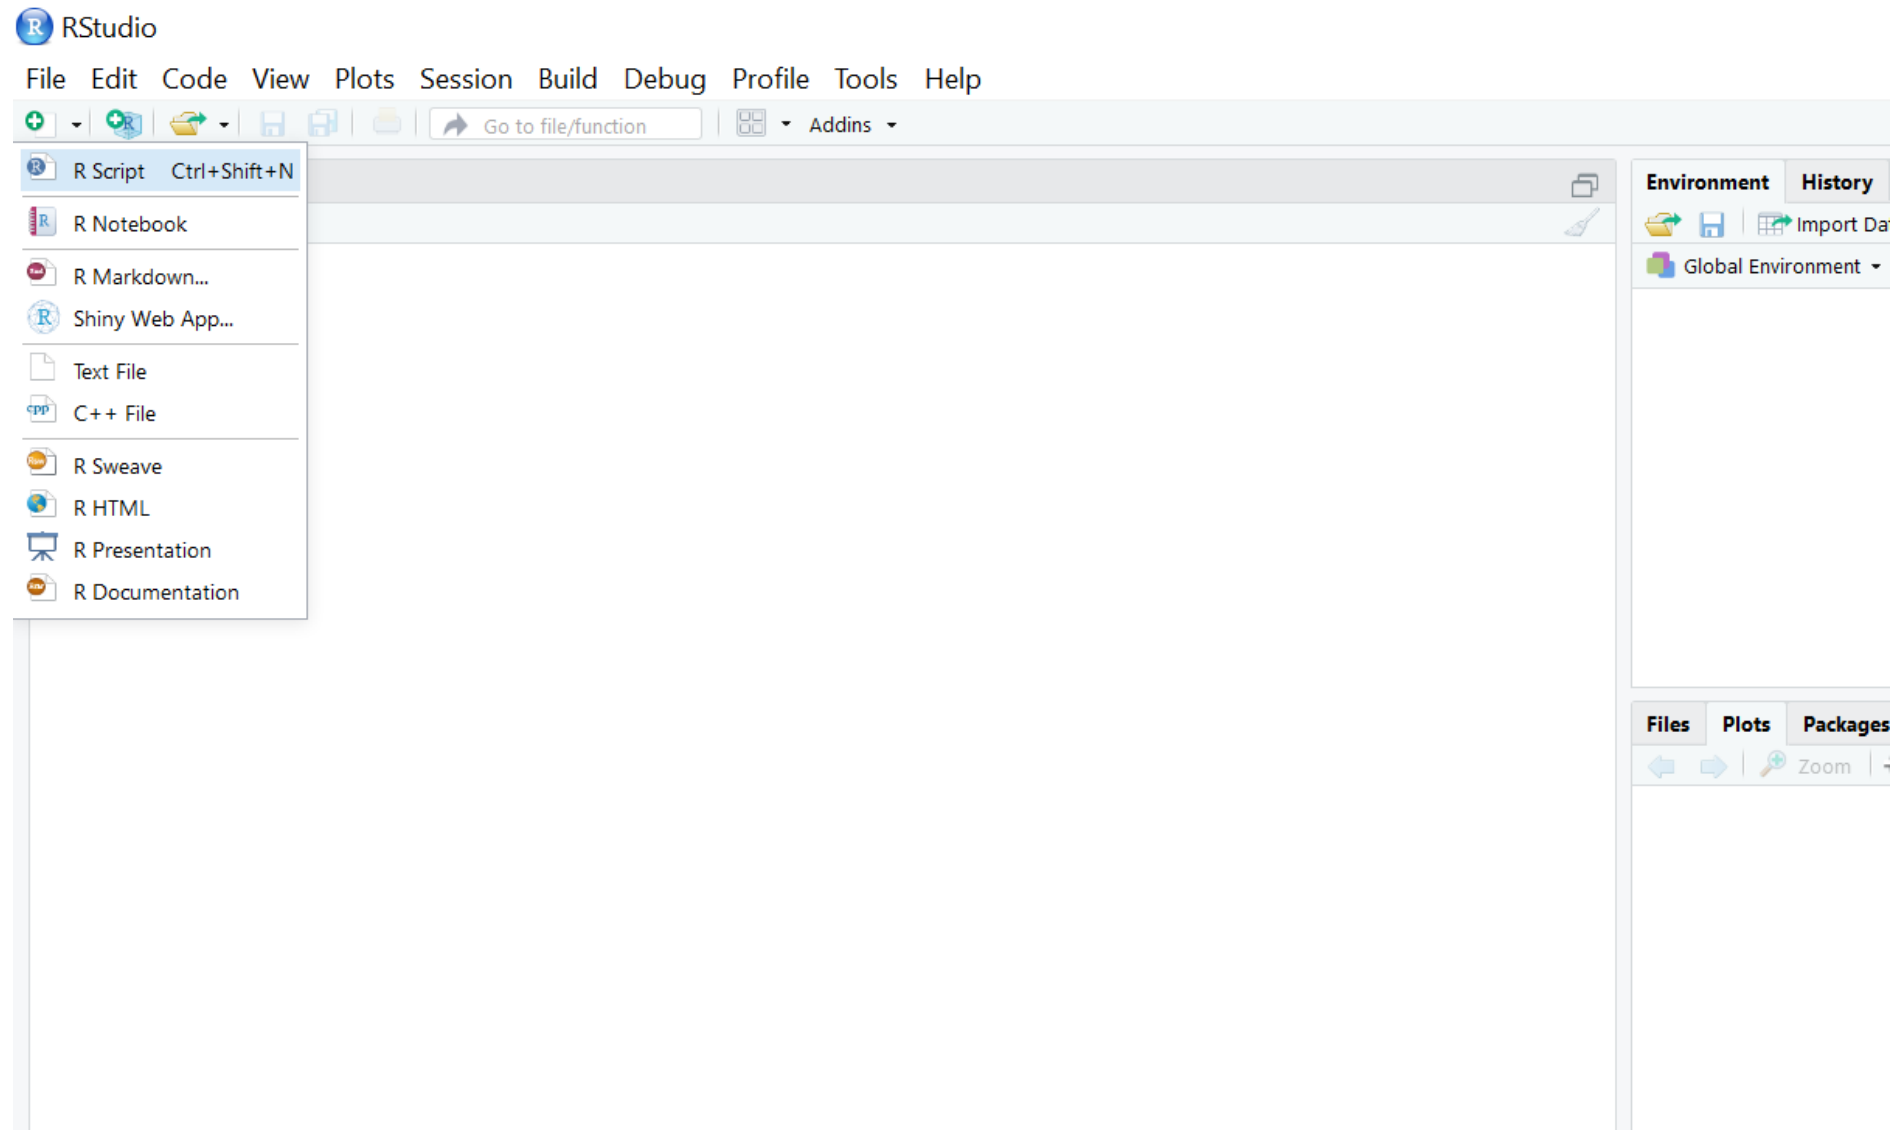 RStudio
File Edit Code View Plots Session Build Debug Profile Tools Help
Go to file/function Addins
R Script Ctrl+Shift+N
R Notebook
R Markdown...
Shiny Web App...
Text File
C++ File
R Sweave
R HTML
R Presentation
R Documentation
Environment History
Import Da
Global Environment
Files Plots Packages
Zoom